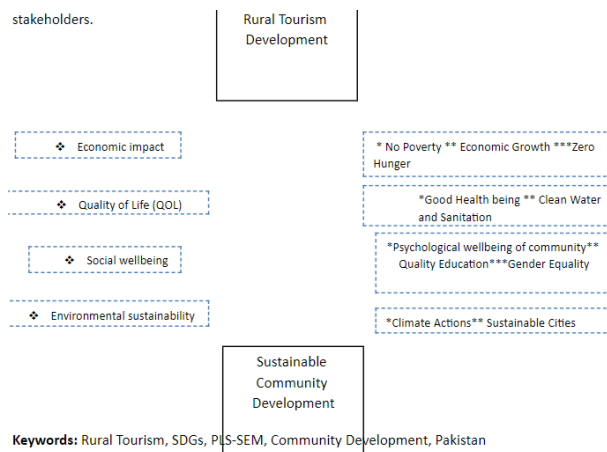 stakeholders.
Rural Tourism
Development
❖ Economic impact
* No Poverty ** Economic Growth ***Zero
Hunger
❖ Quality of Life (QOL)
*Good Health being ** Clean Water
and Sanitation
❖ Social wellbeing
*Psychological wellbeing of community**
Quality Education***Gender Equality
❖ Environmental sustainability
*Climate Actions** Sustainable Cities
Sustainable
Community
Development
Keywords: Rural Tourism, SDGs, PLS-SEM, Community Development, Pakistan